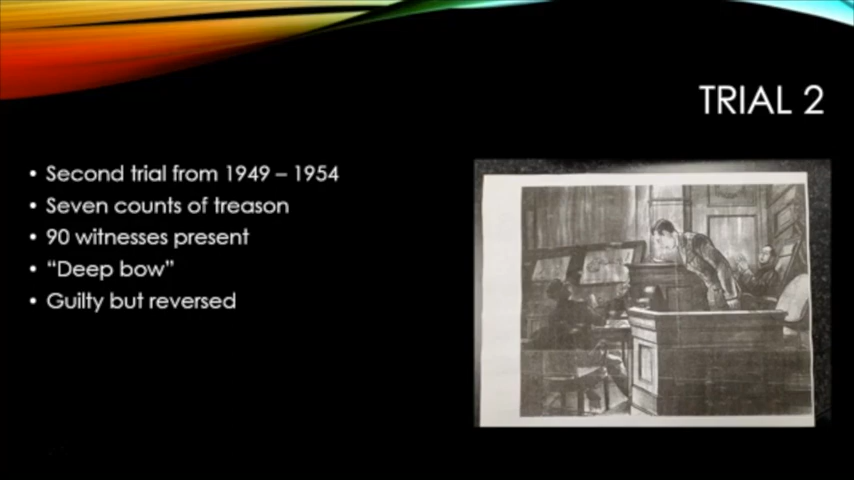 TRIAL 2
• Second trial from 1949 – 1954
• Seven counts of treason
• 90 witnesses present
• “Deep bow”
• Guilty but reversed